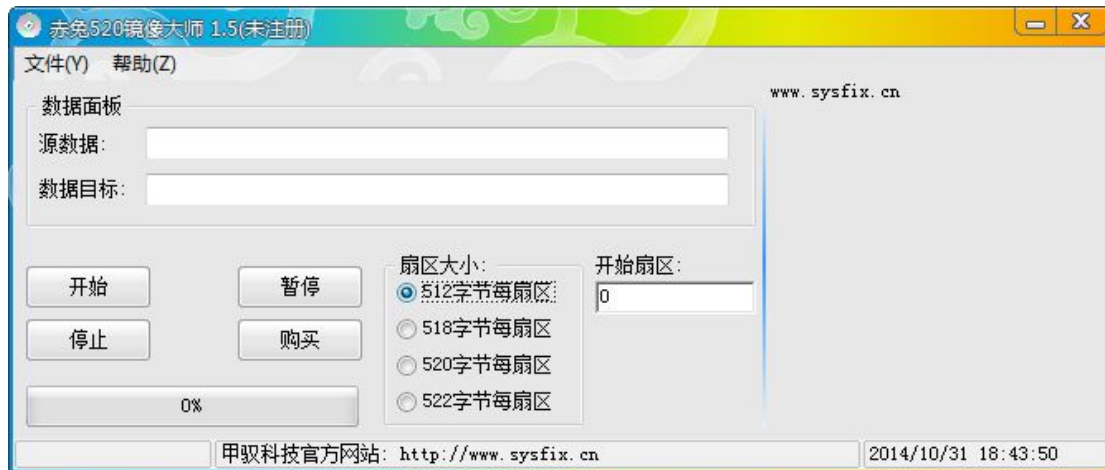 赤兔520镜像大师 1.5(未注册)
文件(Y) 帮助(Z)
www.sysfix.cn
数据面板
源数据:
数据目标:
开始
暂停
停止
购买
0%
扇区大小:
512字节每扇区
518字节每扇区
520字节每扇区
522字节每扇区
开始扇区:
0
甲驭科技官方网站: http://www.sysfix.cn
2014/10/31 18:43:50